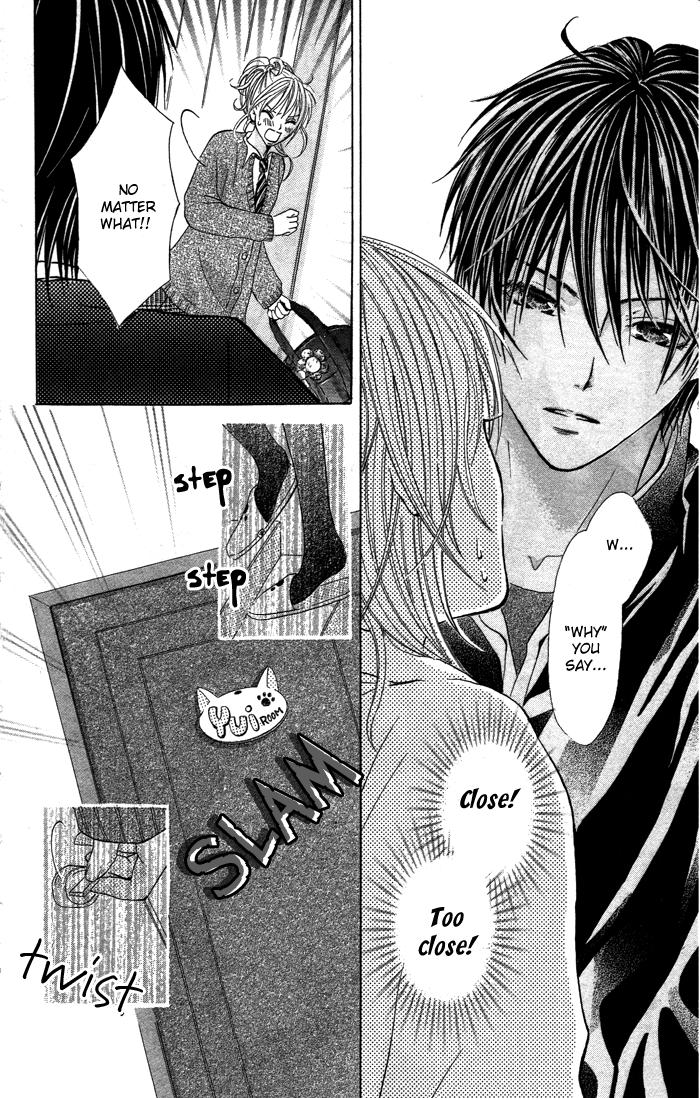 W...
"WHY"
YOU
SAY...
Close!
Too
close!
NO
MATTER
WHAT!!
step
step
Yui
ROOM
SLAM
twist